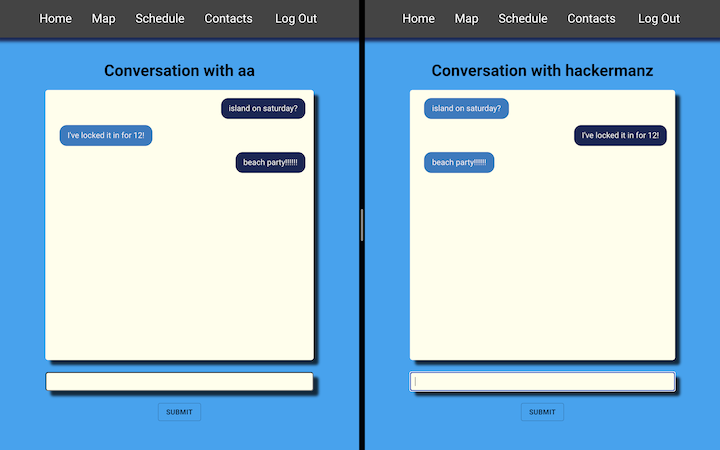 Home Map Schedule Contacts Log Out
Conversation with aa
island on saturday?
I've locked it in for 12!
beach party!!!!!!
SUBMIT
Home Map Schedule Contacts Log Out
Conversation with hackermanz
island on saturday?
I've locked it in for 12!
beach party!!!!!!
SUBMIT